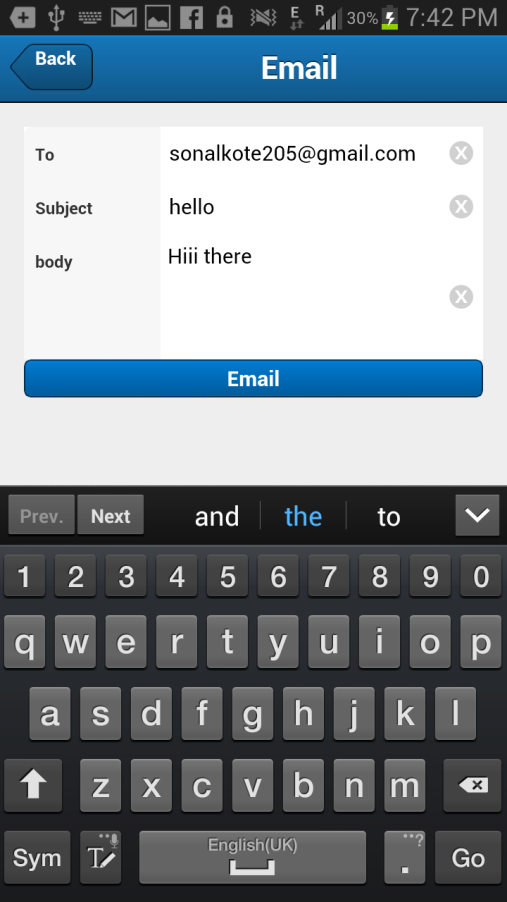 E R 30% 7:42 PM
Back Email
To sonalkote205@gmail.com
Subject hello
body Hiii there
Email
Prev. Next and the to
1 2 3 4 5 6 7 8 9 0
q w e r t y u i o p
a s d f g h j k l
z x c v b n m
English(UK)
Sym T . ? Go